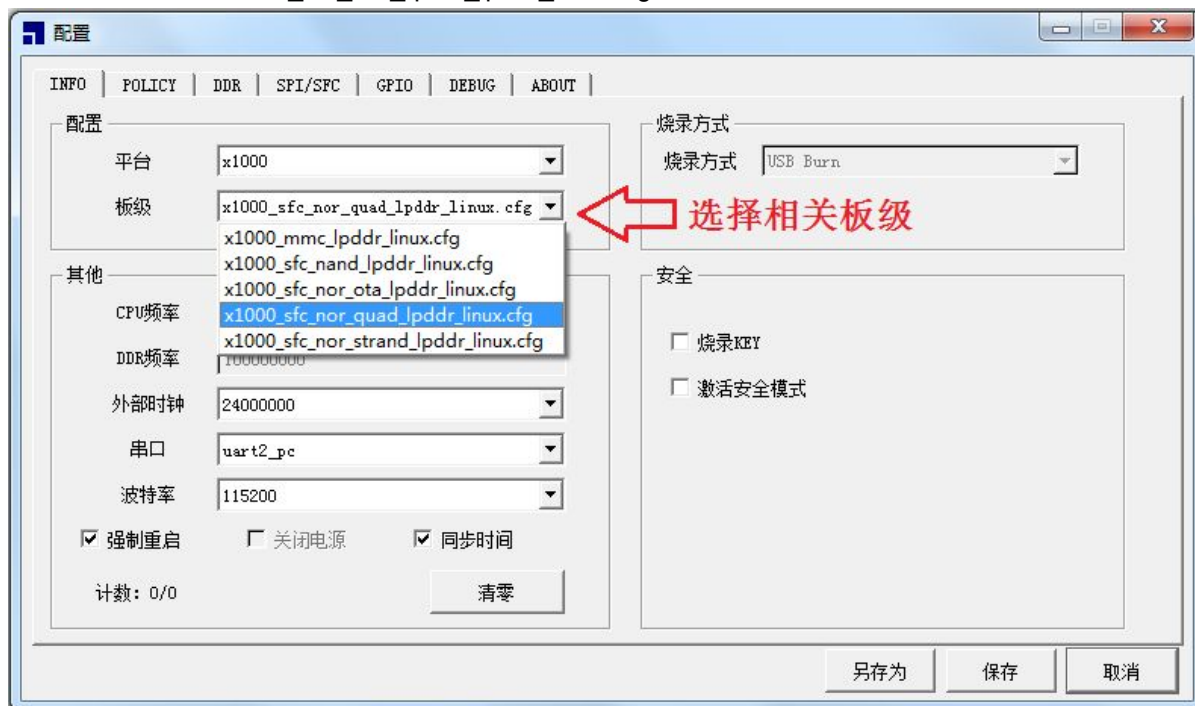 配置
INFO POLICY DDR SPI/SFC GPIO DEBUG ABOUT
配置
平台 x1000
板级 x1000_sfc_nor_quad_lpddr_linux.cfg
x1000_mmc_lpddr_linux.cfg
x1000_sfc_nand_lpddr_linux.cfg
x1000_sfc_nor_ota_lpddr_linux.cfg
x1000_sfc_nor_quad_lpddr_linux.cfg
x1000_sfc_nor_strand_lpddr_linux.cfg
烧录方式
烧录方式 USB Burn
选择相关板级
其他
CPU频率
DDR频率 100000000
外部时钟 24000000
串口 uart2_pc
波特率 115200
强制重启 关闭电源 同步时间
计数: 0/0 清零
安全
烧录KEY
激活安全模式
另存为 保存 取消